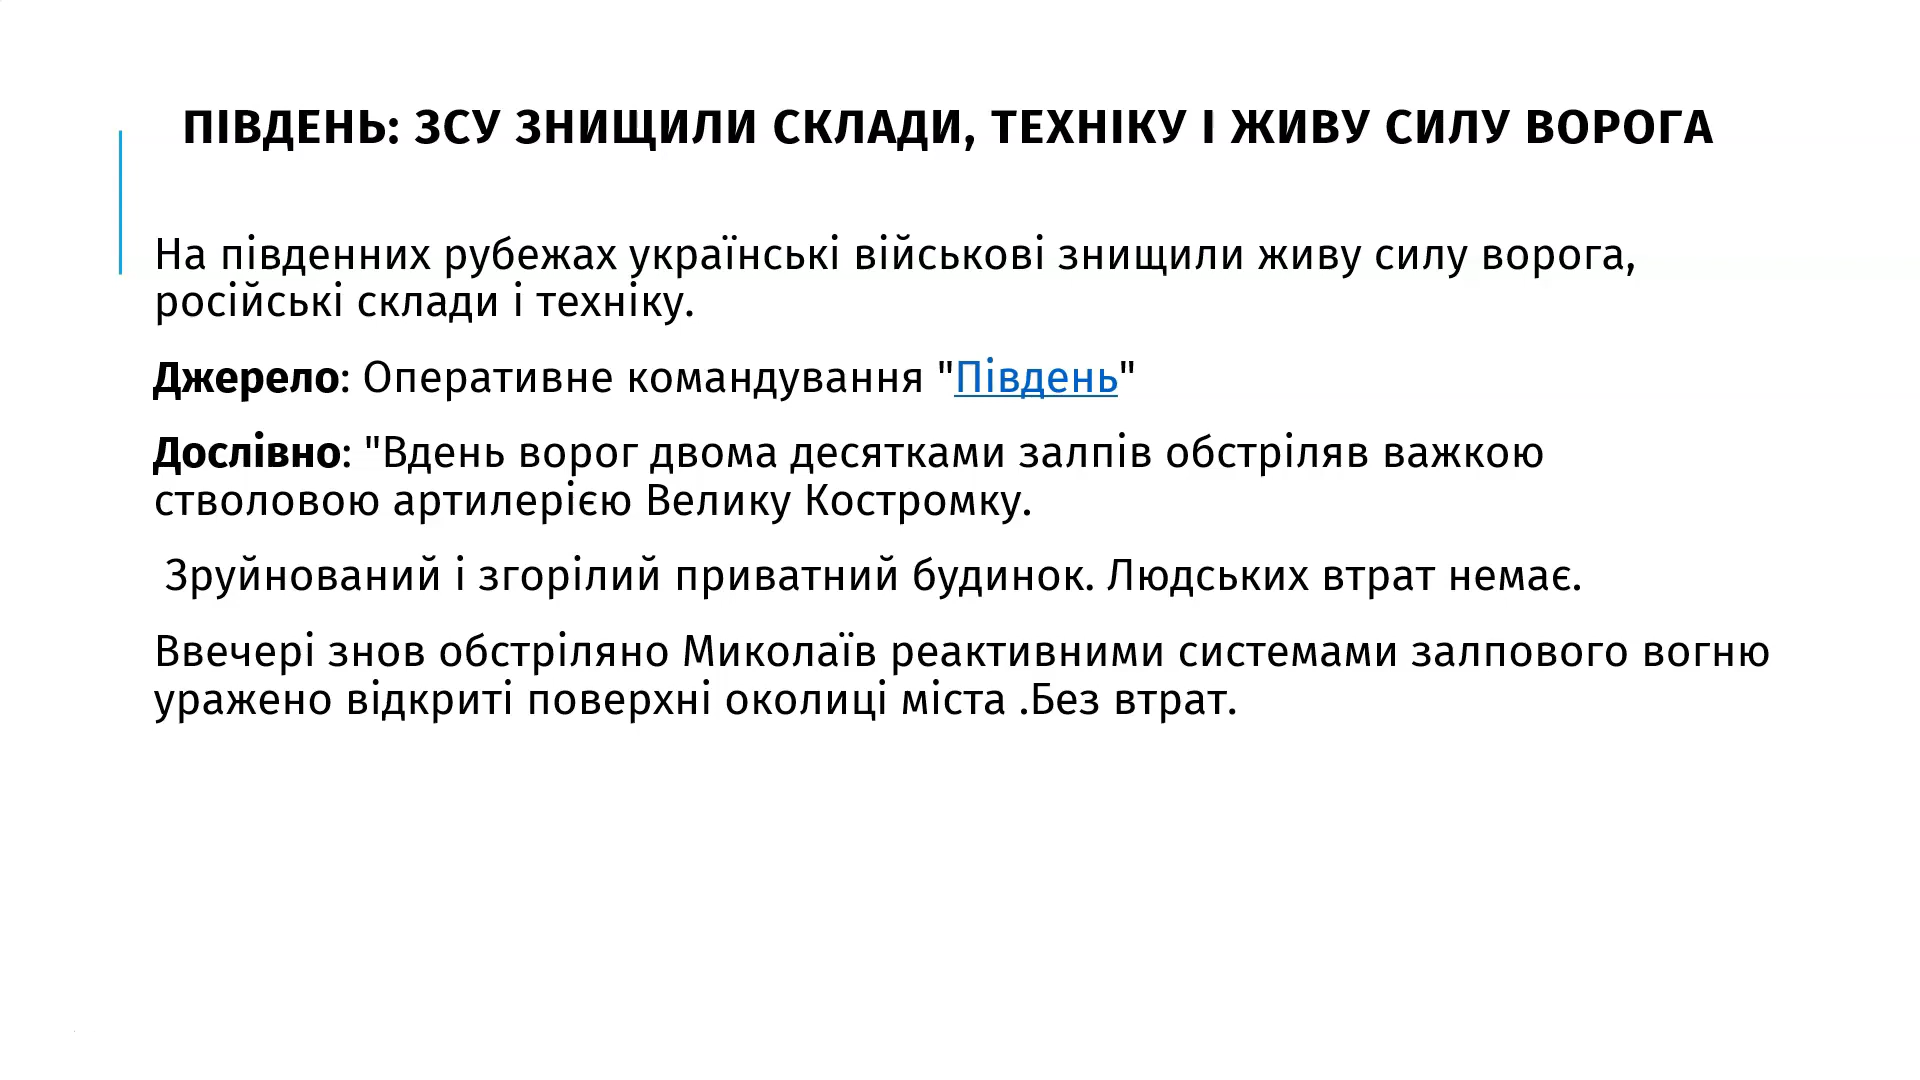 ПІВДЕНЬ: ЗСУ ЗНИЩИЛИ СКЛАДИ, ТЕХНІКУ І ЖИВУ СИЛУ ВОРОГА
На південних рубежах українські військові знищили живу силу ворога,
російські склади і техніку.
Джерело: Оперативне командування "Південь"
Дослівно: "Вдень ворог двома десятками залпів обстріляв важкою
стволовою артилерією Велику Костромку.
Зруйнований і згорілий приватний будинок. Людських втрат немає.
Ввечері знов обстріляно Миколаїв реактивними системами залпового вогню
уражено відкриті поверхні околиці міста .Без втрат.